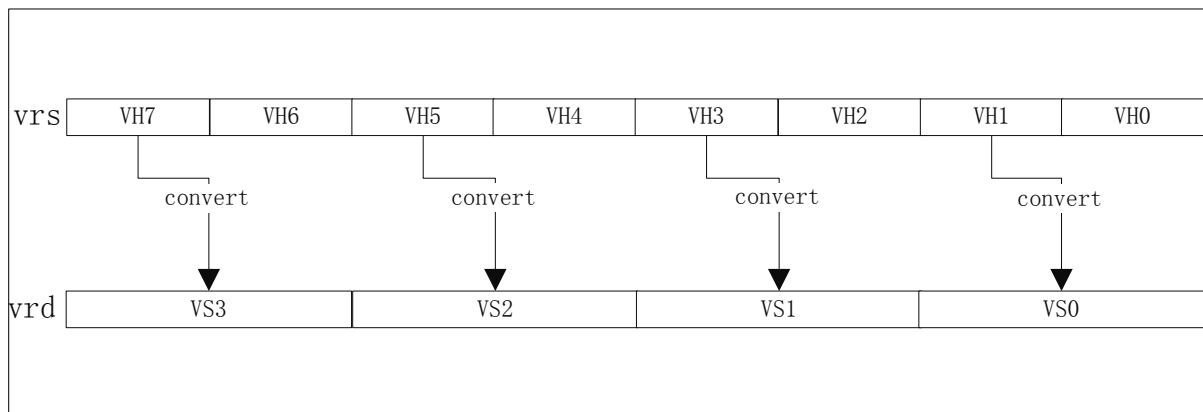 vrs VH7 VH6 VH5 VH4 VH3 VH2 VH1 VH0
convert convert convert convert
vrd VS3 VS2 VS1 VS0